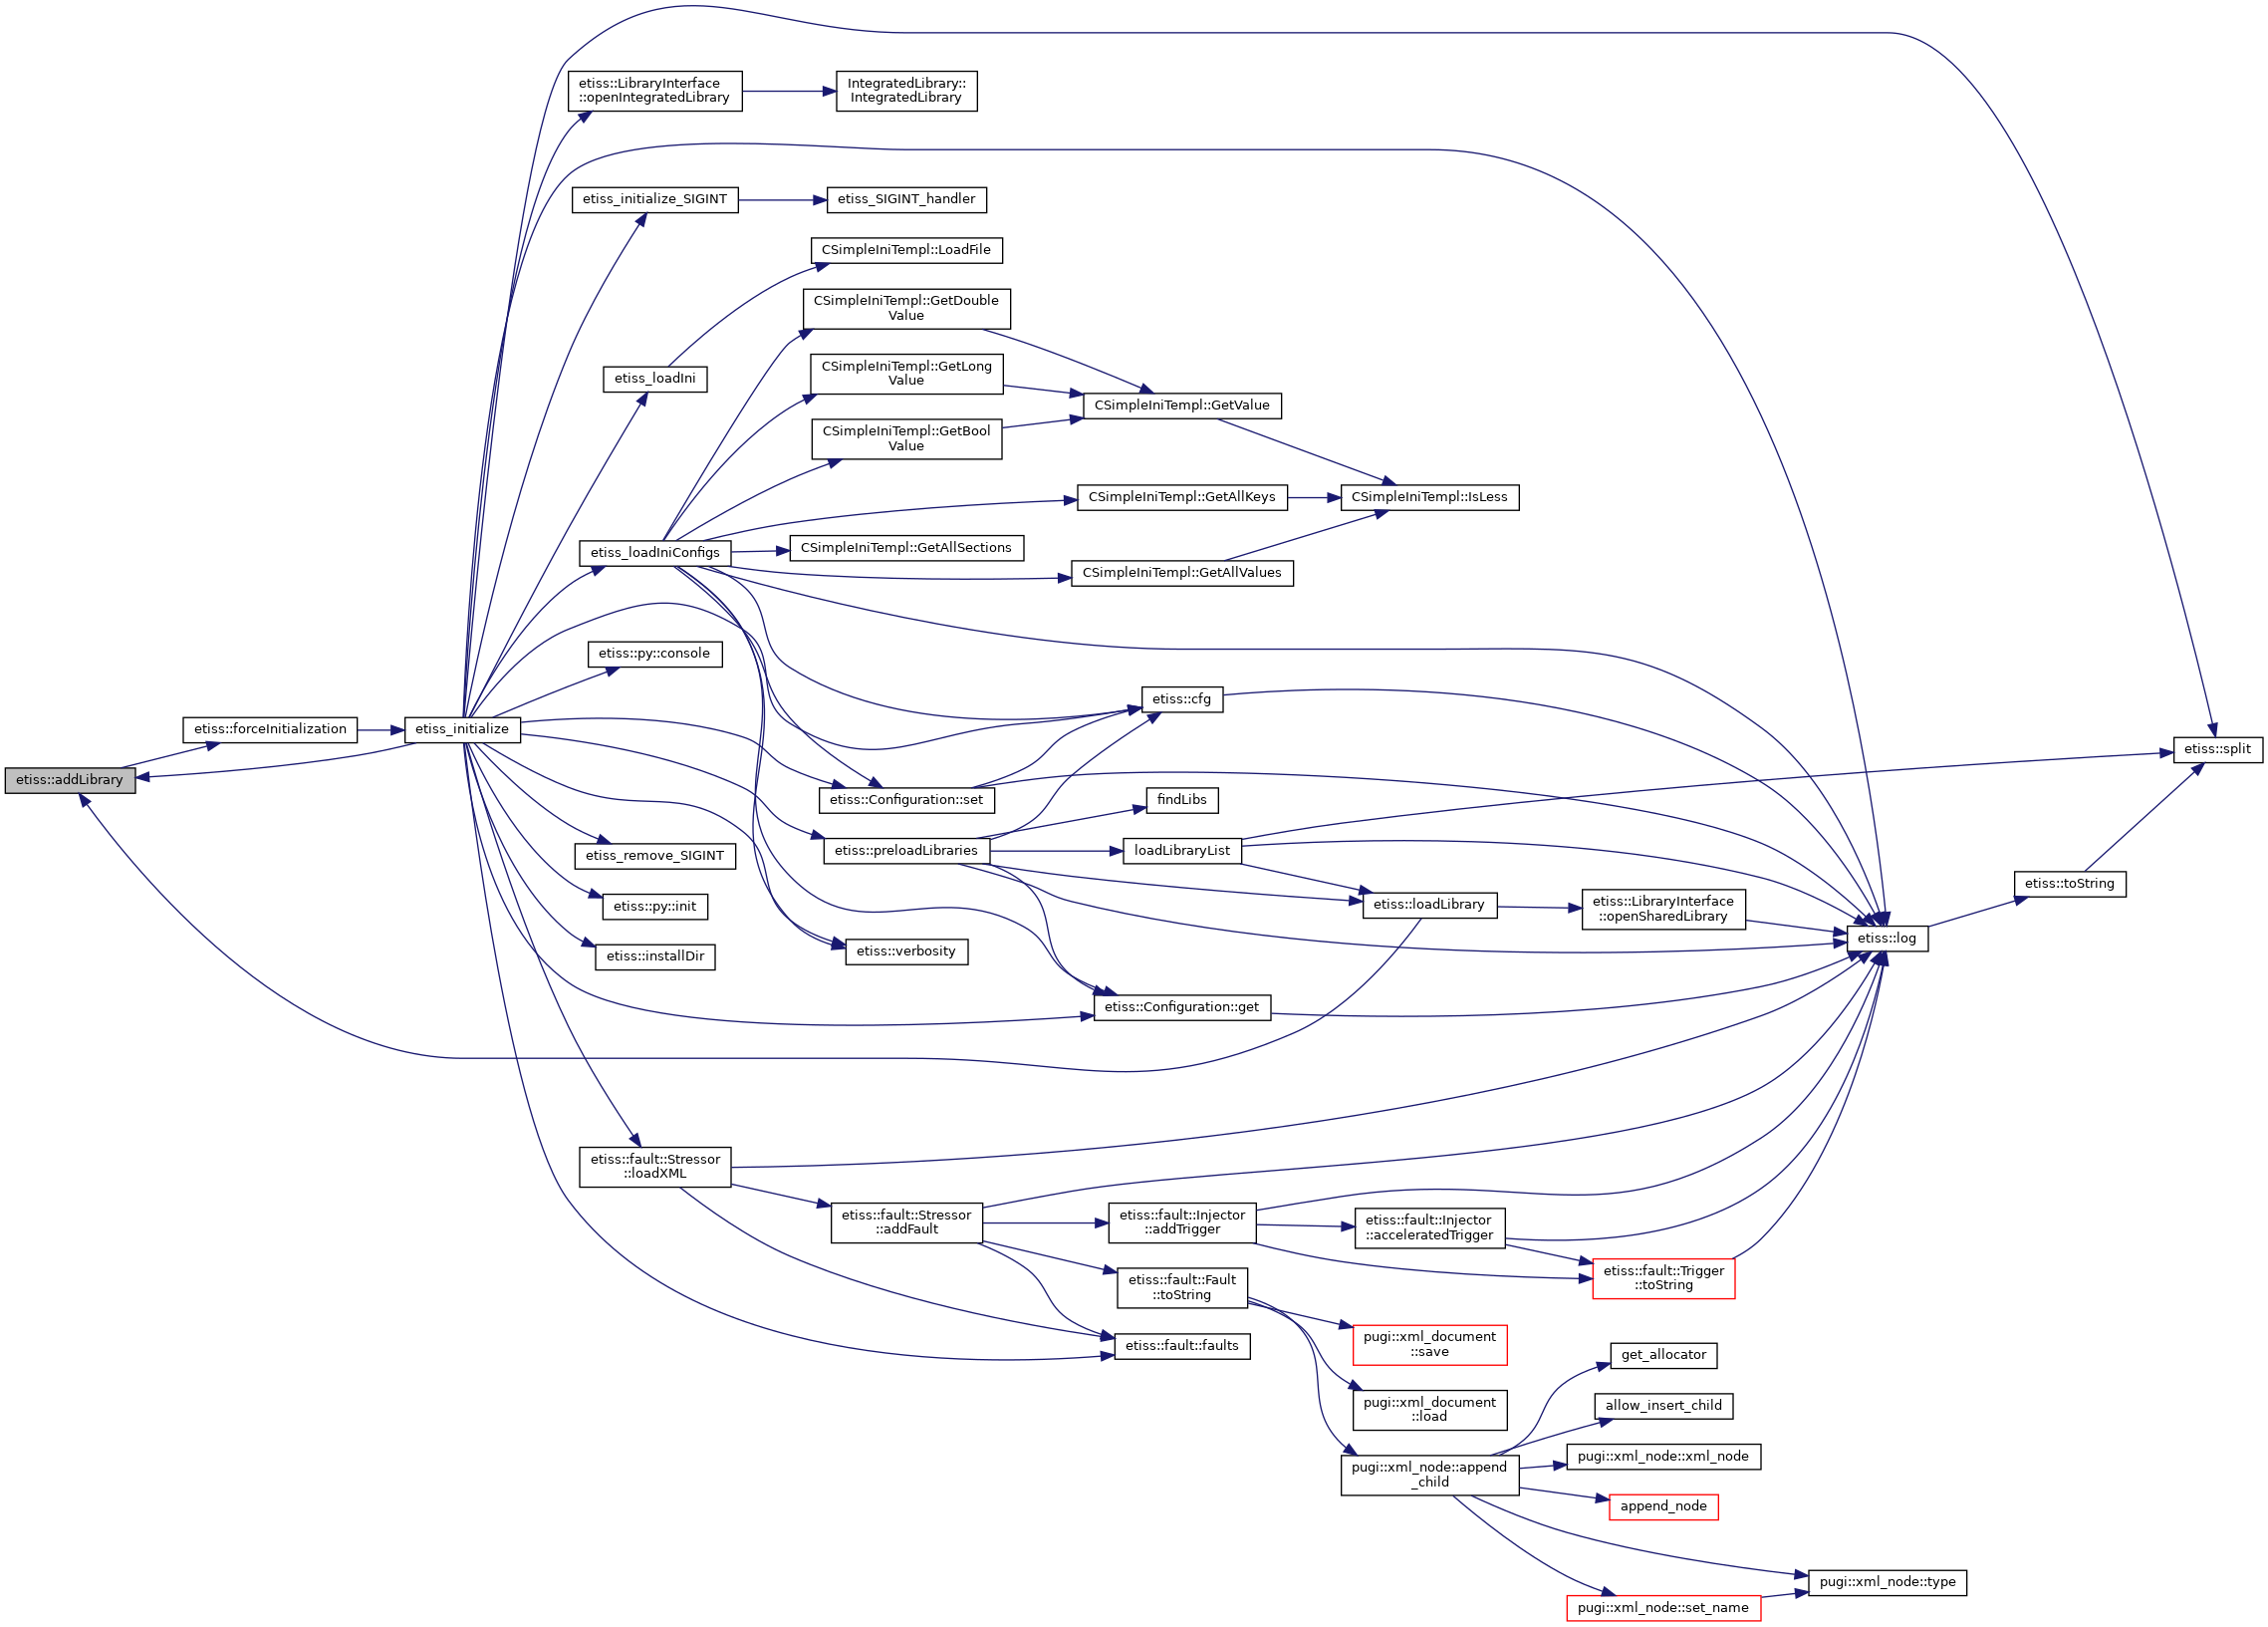 etiss::LibraryInterface
::openIntegratedLibrary
IntegratedLibrary::
IntegratedLibrary
etiss_initialize_SIGINT
etiss_SIGINT_handler
CSimpleIniTempl::LoadFile
CSimpleIniTempl::GetDouble
Value
etiss_loadIni
CSimpleIniTempl::GetLong
Value
CSimpleIniTempl::GetValue
CSimpleIniTempl::GetBool
Value
CSimpleIniTempl::GetAllKeys
CSimpleIniTempl::IsLess
etiss_loadIniConfigs
CSimpleIniTempl::GetAllSections
CSimpleIniTempl::GetAllValues
etiss::py::console
etiss::cfg
etiss::forceInitialization
etiss_initialize
etiss::split
etiss::addLibrary
etiss::Configuration::set
findLibs
etiss::preloadLibraries
loadLibraryList
etiss_remove_SIGINT
etiss::toString
etiss::py::init
etiss::loadLibrary
etiss::LibraryInterface
::openSharedLibrary
etiss::log
etiss::installDir
etiss::verbosity
etiss::Configuration::get
etiss::fault::Stressor
::loadXML
etiss::fault::Stressor
::addFault
etiss::fault::Injector
::addTrigger
etiss::fault::Injector
::acceleratedTrigger
etiss::fault::Trigger
::toString
etiss::fault::Fault
::toString
etiss::fault::faults
pugi::xml_document
::save
get_allocator
pugi::xml_document
::load
allow_insert_child
pugi::xml_node::append
_child
pugi::xml_node::xml_node
append_node
pugi::xml_node::type
pugi::xml_node::set_name